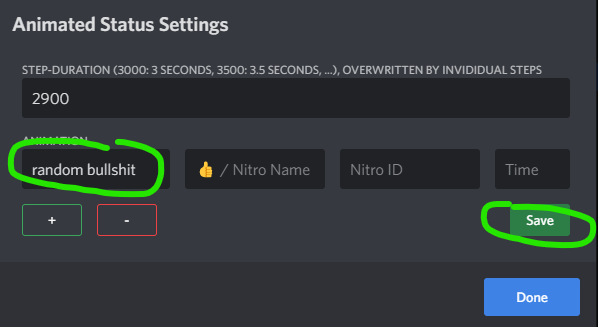 Animated Status Settings
STEP-DURATION (3000: 3 SECONDS, 3500: 3.5 SECONDS, ...), OVERWRITTEN BY INVIDIDUAL STEPS
2900
ANIMATION
random bullshit 👍 / Nitro Name Nitro ID Time
+ - Save
Done